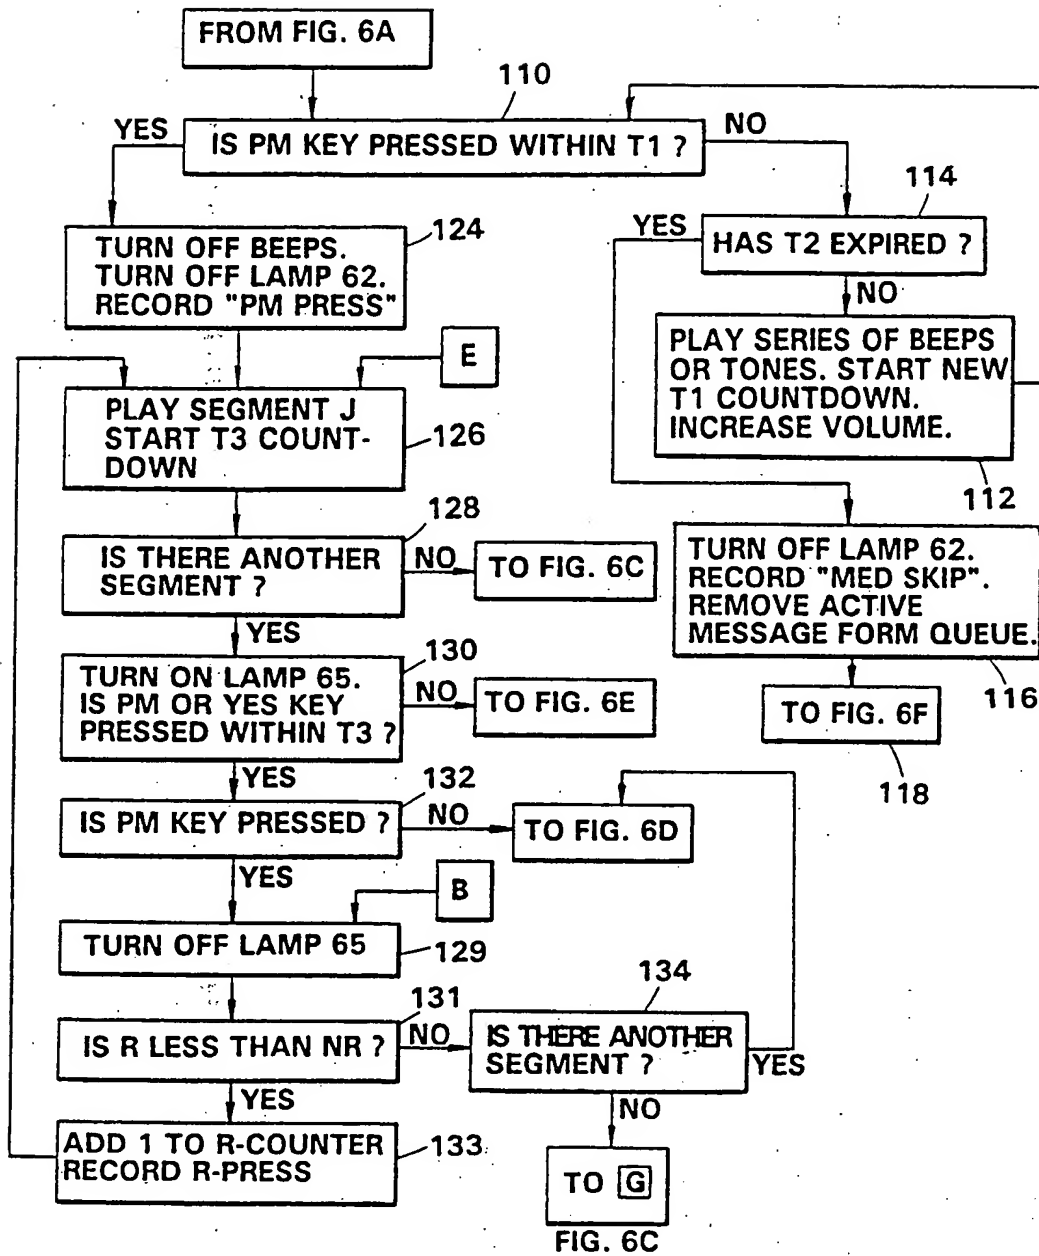 FROM FIG. 6A
110
YES
IS PM KEY PRESSED WITHIN T1 ?
NO
114
YES
HAS T2 EXPIRED ?
NO
124
TURN OFF BEEPS.
TURN OFF LAMP 62.
RECORD "PM PRESS"
PLAY SERIES OF BEEPS
OR TONES. START NEW
T1 COUNTDOWN.
INCREASE VOLUME.
112
E
PLAY SEGMENT J
START T3 COUNT-
DOWN
126
128
IS THERE ANOTHER
SEGMENT ?
NO
TO FIG. 6C
YES
TURN OFF LAMP 62.
RECORD "MED SKIP".
REMOVE ACTIVE
MESSAGE FORM QUEUE.
116
TO FIG. 6F
118
130
TURN ON LAMP 65.
IS PM OR YES KEY
PRESSED WITHIN T3 ?
NO
TO FIG. 6E
YES
132
IS PM KEY PRESSED ?
NO
TO FIG. 6D
YES
B
TURN OFF LAMP 65
129
131
IS R LESS THAN NR ?
NO
134
IS THERE ANOTHER
SEGMENT ?
YES
YES
NO
ADD 1 TO R-COUNTER
RECORD R-PRESS
133
TO G
FIG. 6C